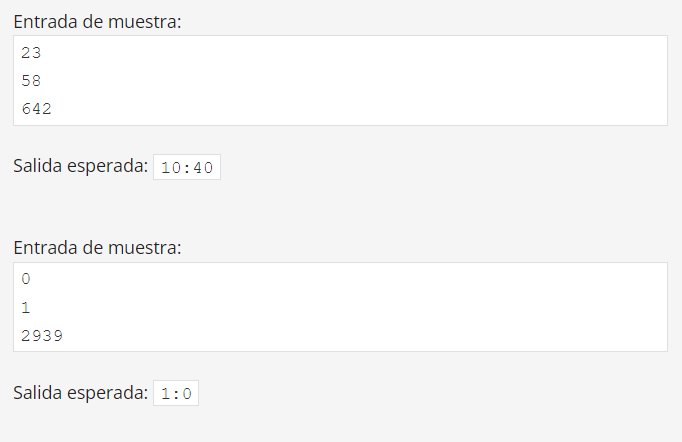 Entrada de muestra:
23
58
642
Salida esperada: 10:40
Entrada de muestra:
0
1
2939
Salida esperada: 1:0